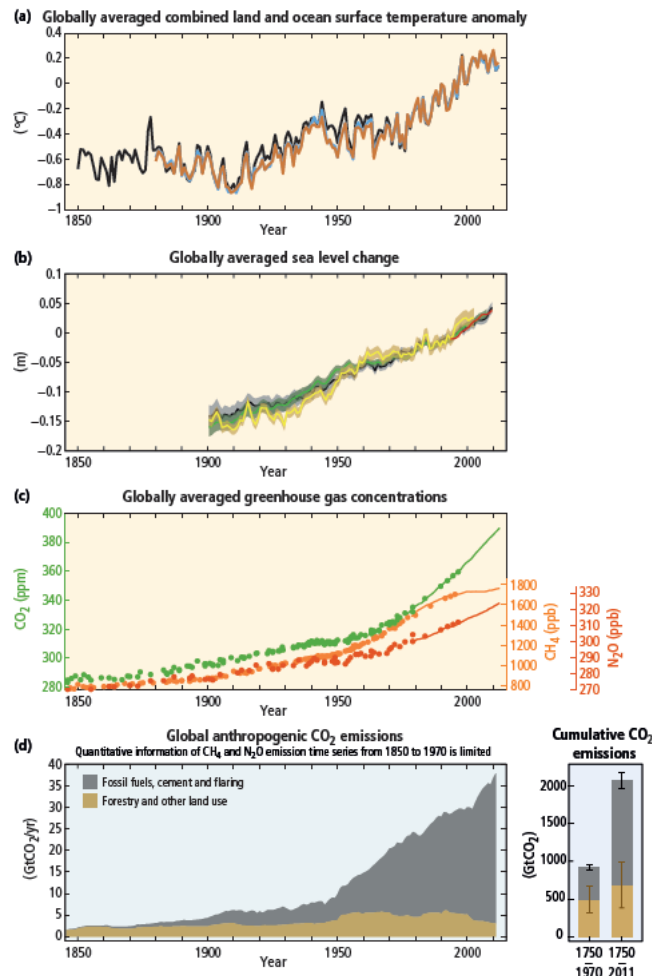 (a) Globally averaged combined land and ocean surface temperature anomaly
0.4
0.2
0
−0.2
−0.4
−0.6
−0.8
−1
(°C)
1850 1900 1950 2000
Year
(b) Globally averaged sea level change
0.1
0.05
0
−0.05
−0.1
−0.15
−0.2
(m)
1850 1900 1950 2000
Year
(c) Globally averaged greenhouse gas concentrations
400
380
360
340
320
300
280
CO2 (ppm)
1800
1600
1400
1200
1000
800
CH4 (ppb)
330
320
310
300
290
280
270
N2O (ppb)
1850 1900 1950 2000
Year
(d) Global anthropogenic CO2 emissions
Quantitative information of CH4 and N2O emission time series from 1850 to 1970 is limited
40
35
30
25
20
15
10
5
0
(GtCO2/yr)
Fossil fuels, cement and flaring
Forestry and other land use
1850 1900 1950 2000
Year
Cumulative CO2
emissions
2000
1500
1000
500
0
(GtCO2)
1750 1750
– –
1970 2011